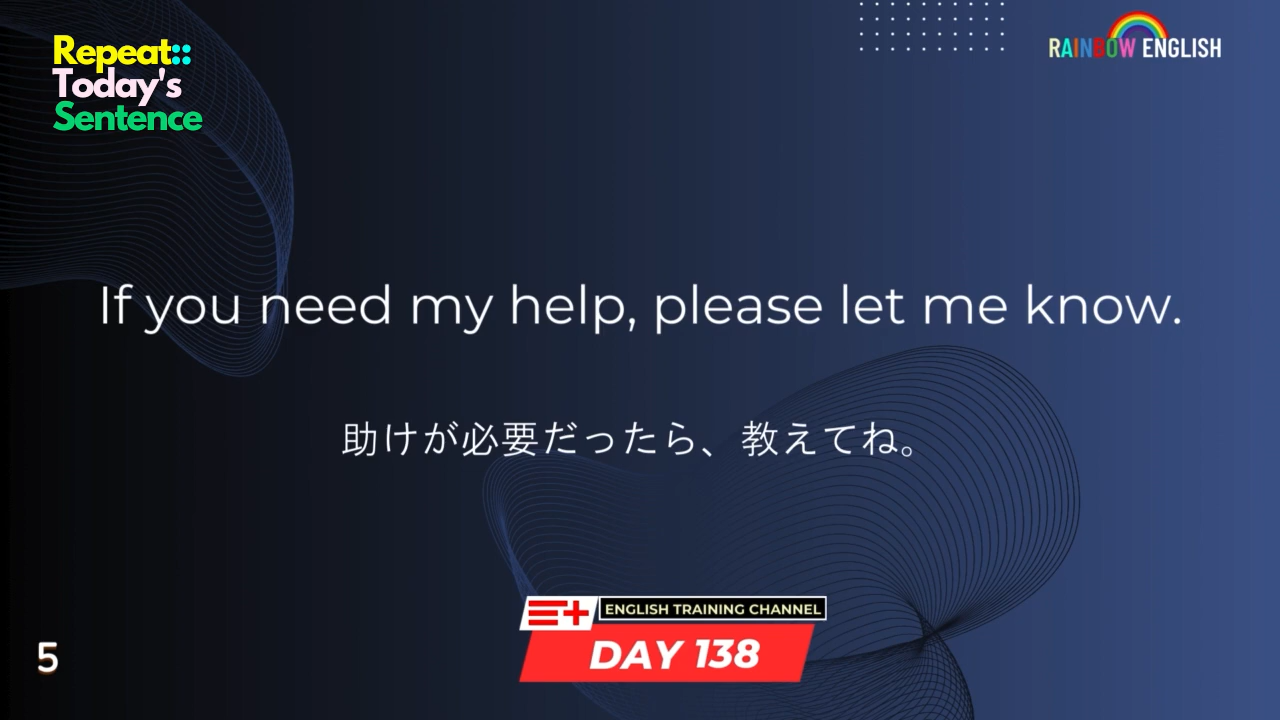 Repeat::
Today's
Sentence
RAINBOW ENGLISH
If you need my help, please let me know.
助けが必要だったら、教えてね。
E+ ENGLISH TRAINING CHANNEL
DAY 138
5